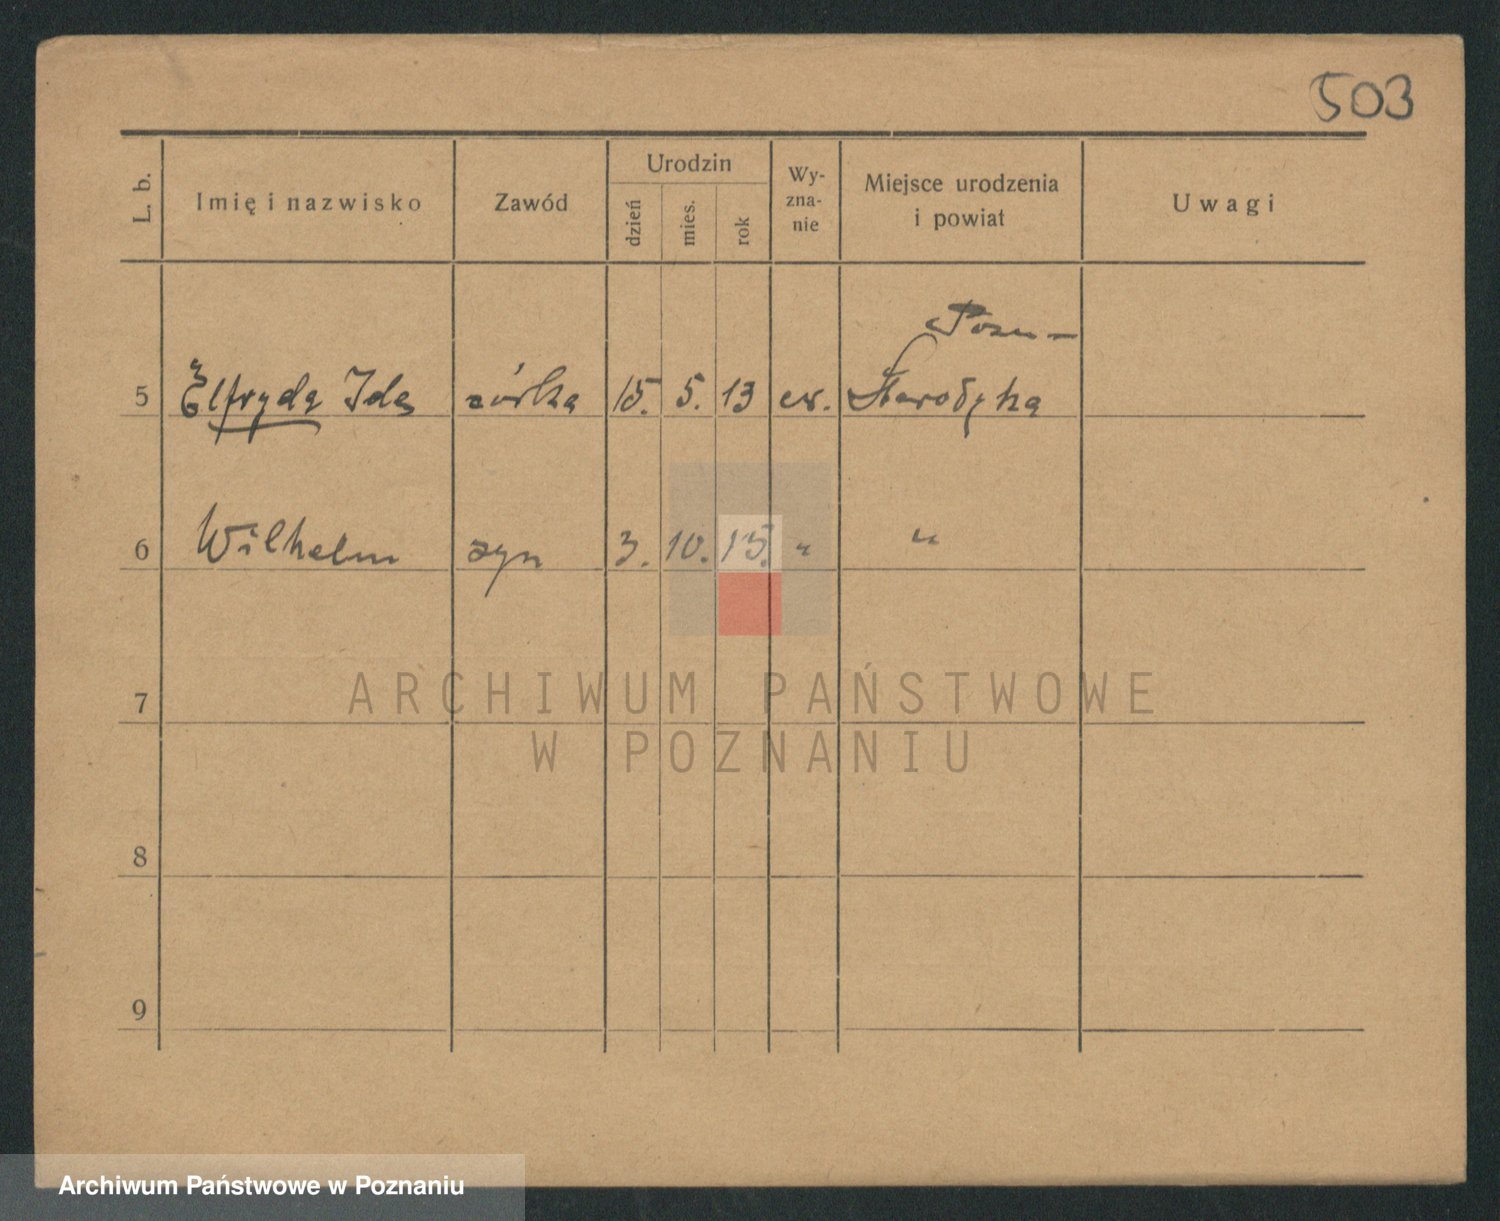 503
L. b. Imię i nazwisko Zawód Urodzin dzień mies. rok Wy-zna-nie Miejsce urodzenia i powiat Uwagi
Pozn–
5 Elfryda Ida córka 15. 5. 13 ew. Starołęka
6 Wilhelm syn 3. 10. 15. " "
7
ARCHIWUM PAŃSTWOWE
W POZNANIU
8
9
Archiwum Państwowe w Poznaniu